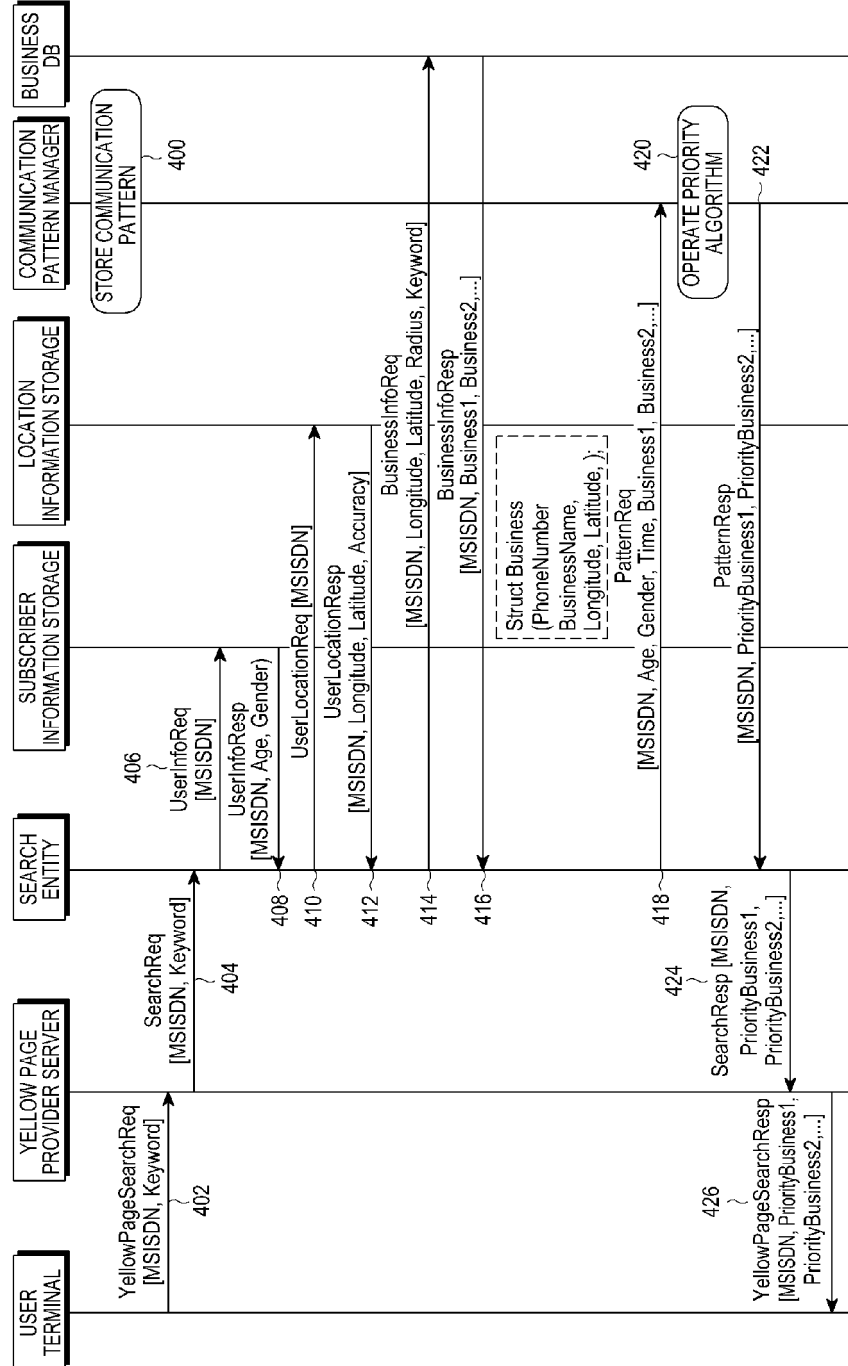 USER
TERMINAL
YELLOW PAGE
PROVIDER SERVER
SEARCH
ENTITY
SUBSCRIBER
INFORMATION STORAGE
LOCATION
INFORMATION STORAGE
COMMUNICATION
PATTERN MANAGER
BUSINESS
DB
STORE COMMUNICATION
PATTERN
400
YellowPageSearchReq
[MSISDN, Keyword]
402
SearchReq
[MSISDN, Keyword]
404
406
UserInfoReq
[MSISDN]
UserInfoResp
[MSISDN, Age, Gender)
408
UserLocationReq [MSISDN]
410
UserLocationResp
[MSISDN, Longitude, Latitude, Accuracy]
412
BusinessInfoReq
[MSISDN, Longitude, Latitude, Radius, Keyword]
414
BusinessInfoResp
[MSISDN, Business1, Business2,...]
416
Struct Business
(PhoneNumber
BusinessName,
Longitude, Latitude, );
PatternReq
[MSISDN, Age, Gender, Time, Business1, Business2,...]
418
420
OPERATE PRIORITY
ALGORITHM
PatternResp
[MSISDN, PriorityBusiness1, PriorityBusiness2,...]
422
424
SearchResp [MSISDN,
PriorityBusiness1,
PriorityBusiness2,...]
426
YellowPageSearchResp
[MSISDN, PriorityBusiness1,
PriorityBusiness2,...]